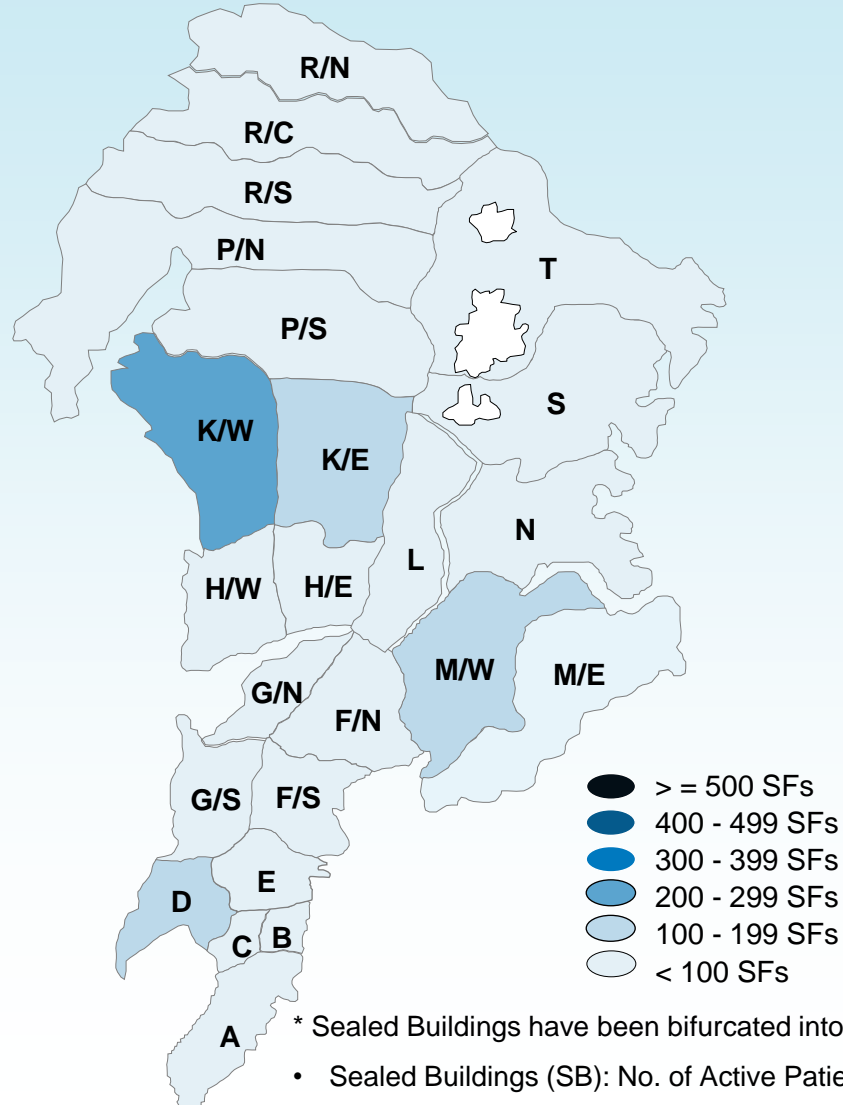 R/N
R/C
R/S
P/N
T
P/S
S
K/W
K/E
N
L
H/W
H/E
M/W
M/E
G/N
F/N
G/S
F/S
E
D
B
C
A
> = 500 SFs
400 - 499 SFs
300 - 399 SFs
200 - 299 SFs
100 - 199 SFs
< 100 SFs
* Sealed Buildings have been bifurcated into
• Sealed Buildings (SB): No. of Active Patie